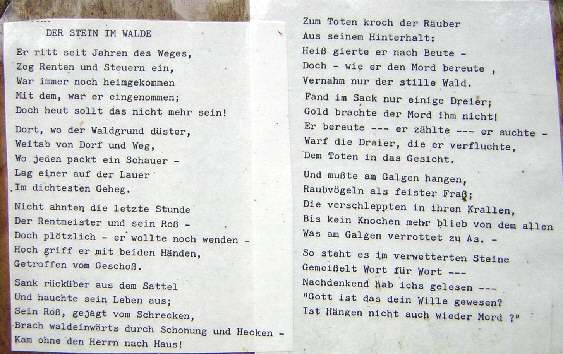 DER STEIN IM WALDE
Er ritt seit Jahren des Weges,
Zog Renten und Steuern ein,
War immer noch heimgekommen
Mit dem, war er eingenommen;
Doch heut sollt das nicht mehr sein!
Dort, wo der Waldgrund düster,
Weitab von Dorf und Weg,
Wo jeden packt ein Schauer -
Lag einer auf der Lauer
Im dichtesten Geheg.
Nicht ahnten die letzte Stunde
Der Rentmeister und sein Roß -
Doch plötzlich - er wollte noch wenden -
Hoch griff er mit beiden Händen,
Getroffen vom Geschoß.
Sank rücküber aus dem Sattel
Und hauchte sein Leben aus;
Sein Roß, gejagt vom Schrecken,
Brach waldeinwärts durch Schonung und Hecken -
Kam ohne den Herrn nach Haus!
Zum Toten kroch der Räuber
Aus seinem Hinterhalt;
Heiß gierte er nach Beute -
Doch - wie er den Mord bereute,
Vernahm nur der stille Wald.
Fand im Sack nur einige Dreier;
Gold brachte der Mord ihm nicht!
Er bereute --- er zählte --- er suchte -
Warf die Dreier, die er verfluchte,
Dem Toten in das Gesicht.
Und mußte am Galgen hangen,
Raubvögeln als feister Fraß;
Die verschleppten in ihren Krallen,
Bis kein Knochen mehr blieb von dem allen
Was am Galgen verrottet zu As. -
So steht es im verwetterten Steine
Gemeißelt Wort für Wort ---
Nachdenkend hab ichs gelesen ---
"Gott ist das dein Wille gewesen?
Ist Hängen nicht auch wieder Mord ?"